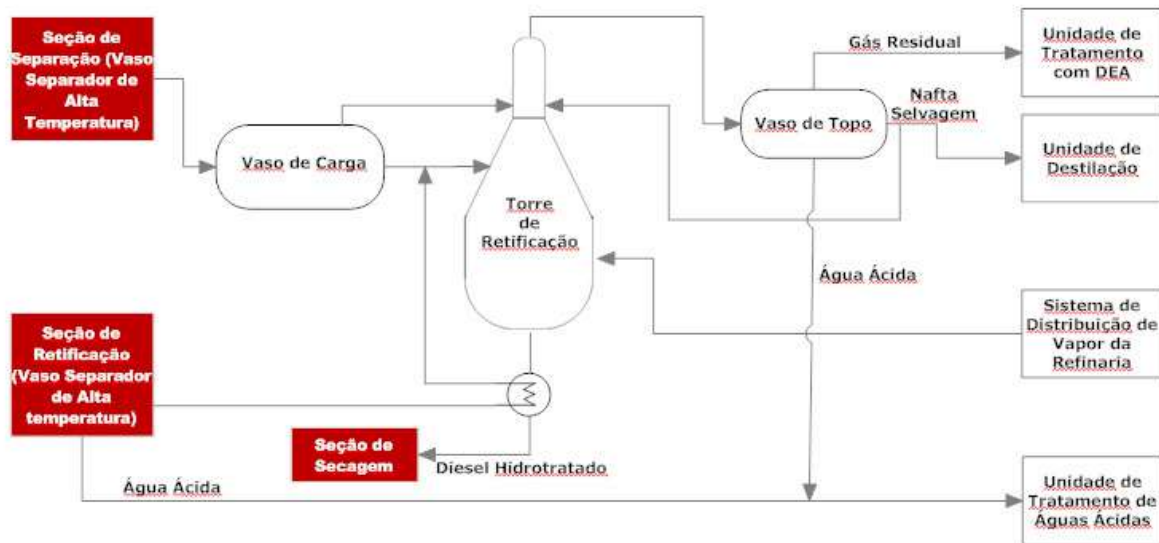 Seção de
Separação (Vaso
Separador de
Alta
Temperatura)
Vaso de Carga
Torre
de
Retificação
Vaso de Topo
Gás Residual
Nafta
Selvagem
Unidade de
Tratamento
com DEA
Unidade de
Destilação
Água Ácida
Sistema de
Distribuição de
Vapor da
Refinaria
Seção de
Retificação
(Vaso Separador
de Alta
temperatura)
Seção de
Secagem
Diesel Hidrotratado
Água Ácida
Unidade de
Tratamento de
Águas Ácidas